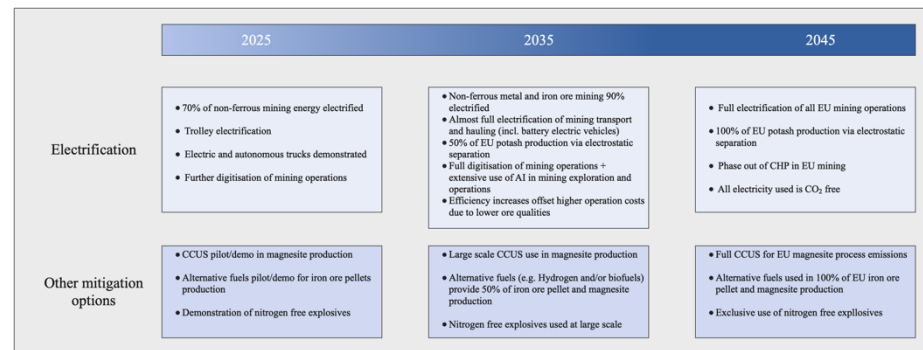 2025
2035
2045
Electrification
• 70% of non-ferrous mining energy electrified
• Trolley electrification
• Electric and autonomous trucks demonstrated
• Further digitisation of mining operations
• Non-ferrous metal and iron ore mining 90%
electrified
• Almost full electrification of mining transport
and hauling (incl. battery electric vehicles)
• 50% of EU potash production via electrostatic
separation
• Full digitisation of mining operations +
extensive use of AI in mining exploration and
operations
• Efficiency increases offset higher operation costs
due to lower ore qualities
• Full electrification of all EU mining operations
• 100% of EU potash production via electrostatic
separation
• Phase out of CHP in EU mining
• All electricity used is CO₂ free
Other mitigation
options
• CCUS pilot/demo in magnesite production
• Alternative fuels pilot/demo for iron ore pellets
production
• Demonstration of nitrogen free explosives
• Large scale CCUS use in magnesite production
• Alternative fuels (e.g. Hydrogen and/or biofuels)
provide 50% of iron ore pellet and magnesite
production
• Nitrogen free explosives used at large scale
• Full CCUS for EU magnesite process emissions
• Alternative fuels used in 100% of EU iron ore
pellet and magnesite production
• Exclusive use of nitrogen free expllosives